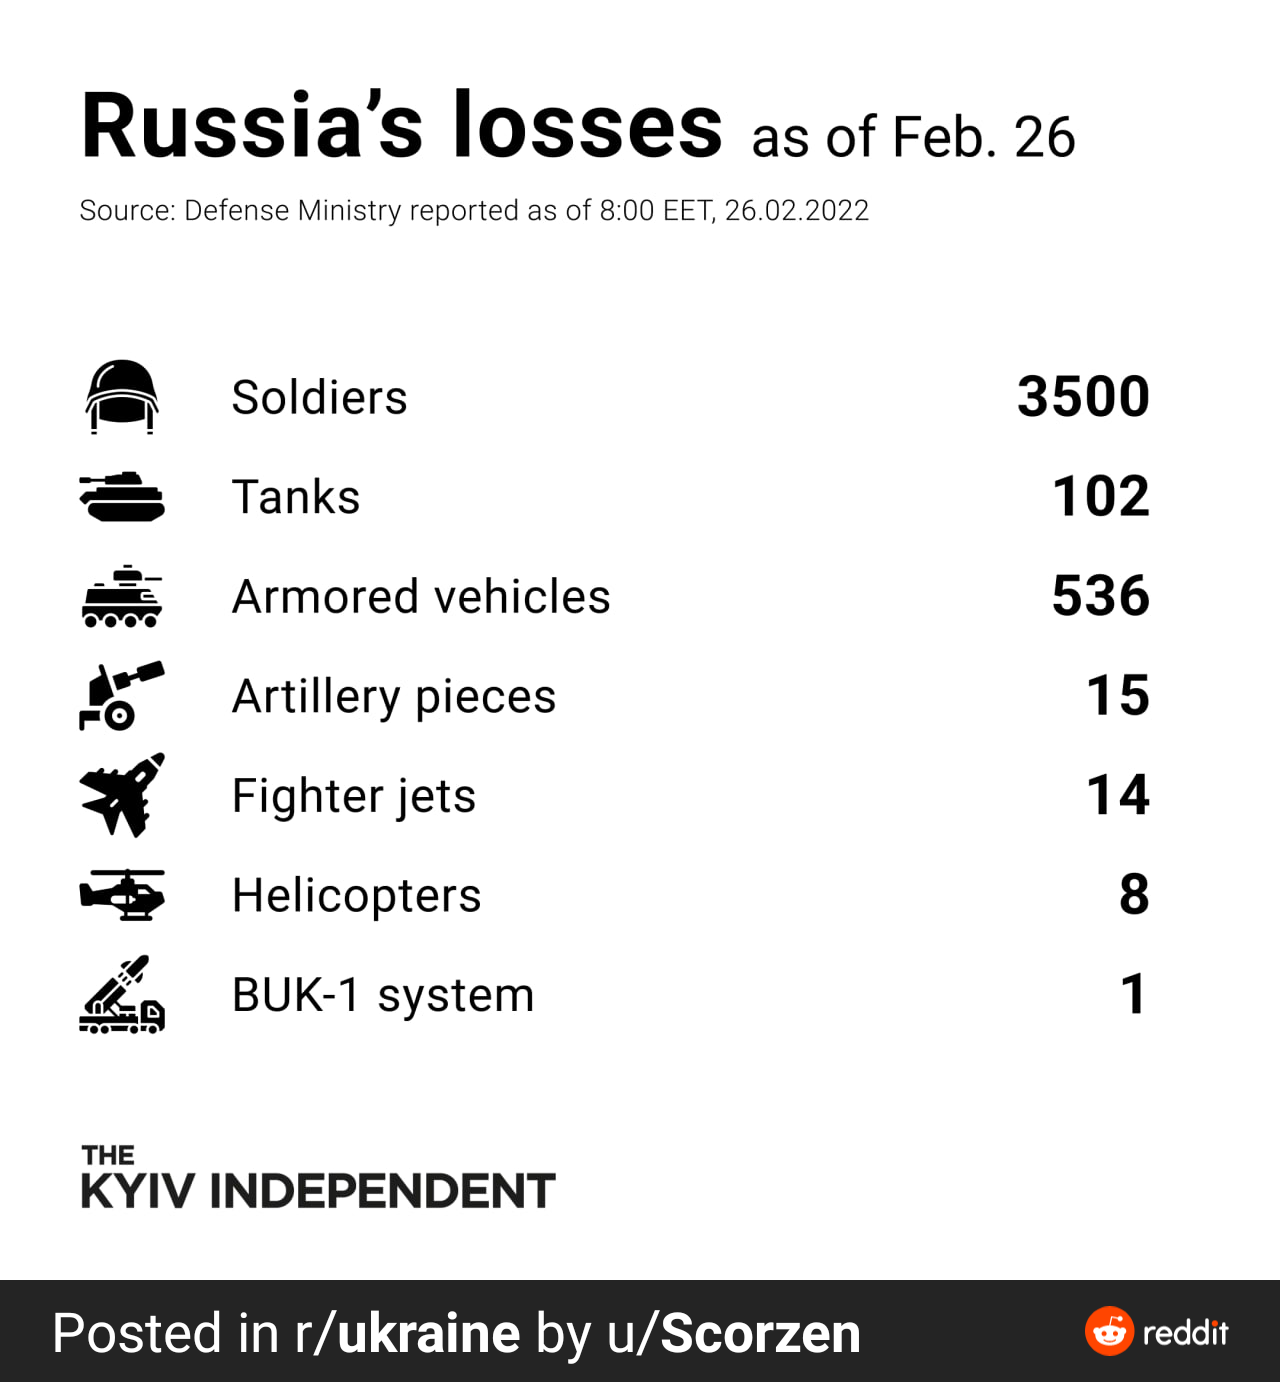 Russia’s losses as of Feb. 26
Source: Defense Ministry reported as of 8:00 EET, 26.02.2022
Soldiers 3500
Tanks 102
Armored vehicles 536
Artillery pieces 15
Fighter jets 14
Helicopters 8
BUK-1 system 1
THE
KYIV INDEPENDENT
Posted in r/ukraine by u/Scorzen reddit